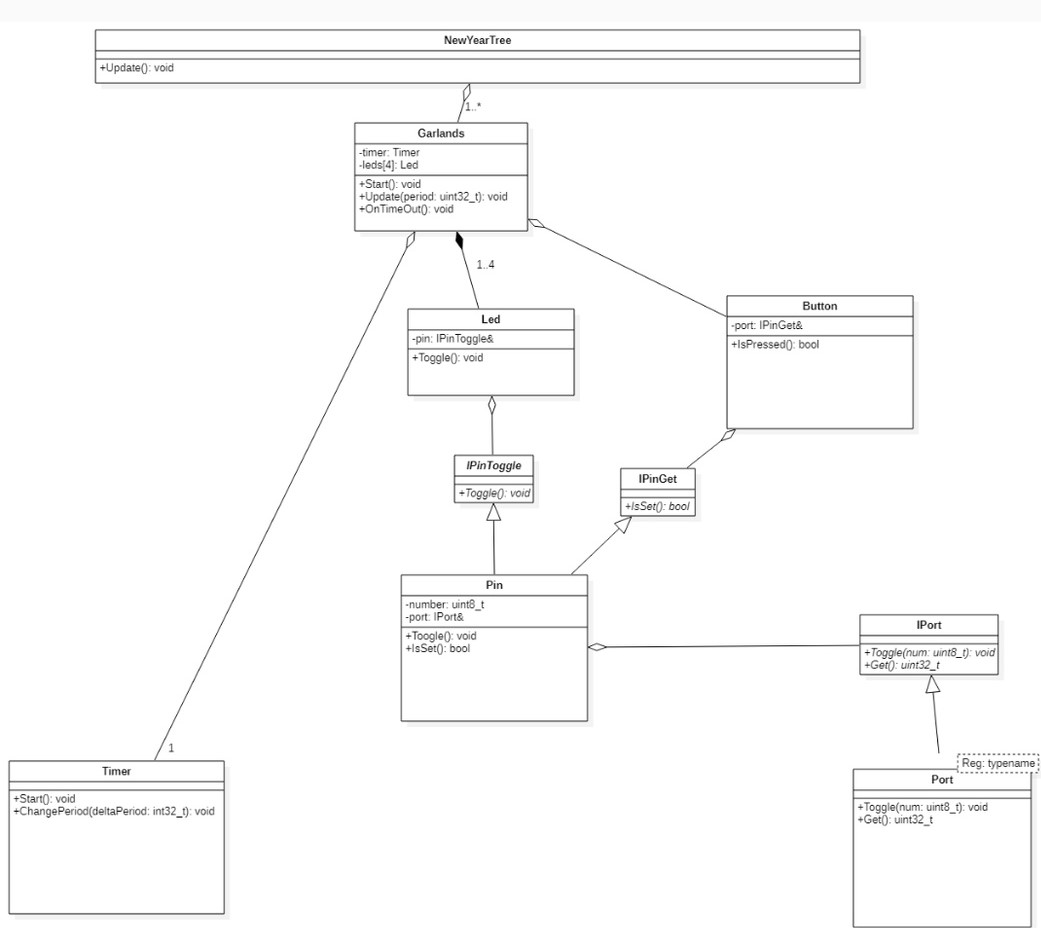 NewYearTree
+Update(): void
1..*
Garlands
-timer: Timer
-leds[4]: Led
+Start(): void
+Update(period: uint32_t): void
+OnTimeOut(): void
1..4
Led
-pin: IPinToggle&
+Toggle(): void
Button
-port: IPinGet&
+IsPressed(): bool
IPinToggle
+Toggle(): void
IPinGet
+IsSet(): bool
Pin
-number: uint8_t
-port: IPort&
+Toogle(): void
+IsSet(): bool
IPort
+Toggle(num: uint8_t): void
+Get(): uint32_t
1
Timer
+Start(): void
+ChangePeriod(deltaPeriod: int32_t): void
Reg: typename
Port
+Toggle(num: uint8_t): void
+Get(): uint32_t